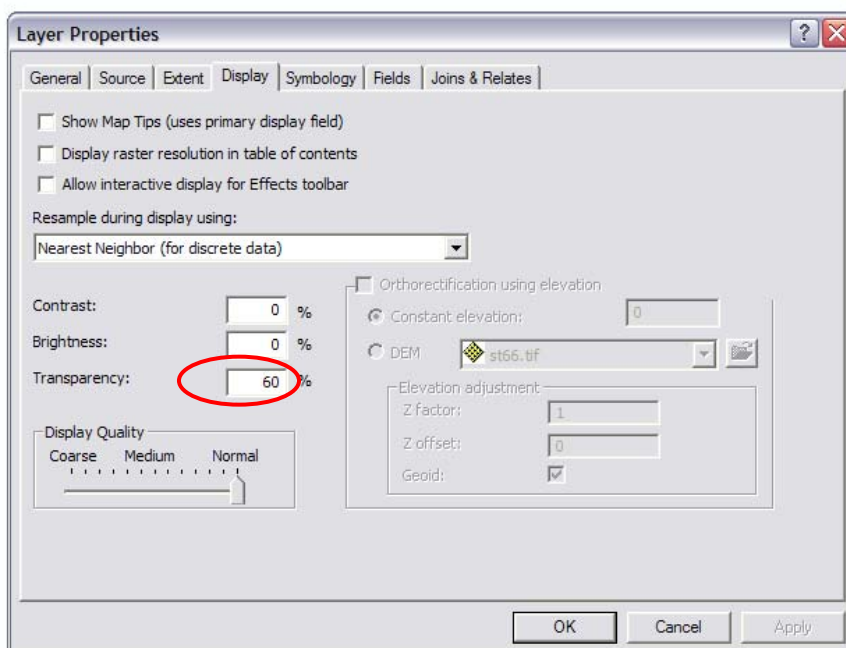 Layer Properties
General Source Extent Display Symbology Fields Joins & Relates
Show Map Tips (uses primary display field)
Display raster resolution in table of contents
Allow interactive display for Effects toolbar
Resample during display using:
Nearest Neighbor (for discrete data)
Contrast: 0 %
Brightness: 0 %
Transparency: 60 %
Display Quality
Coarse Medium Normal
Orthorectification using elevation
Constant elevation: 0
DEM st66.tif
Elevation adjustment
Z factor: 1
Z offset: 0
Geoid:
OK Cancel Apply